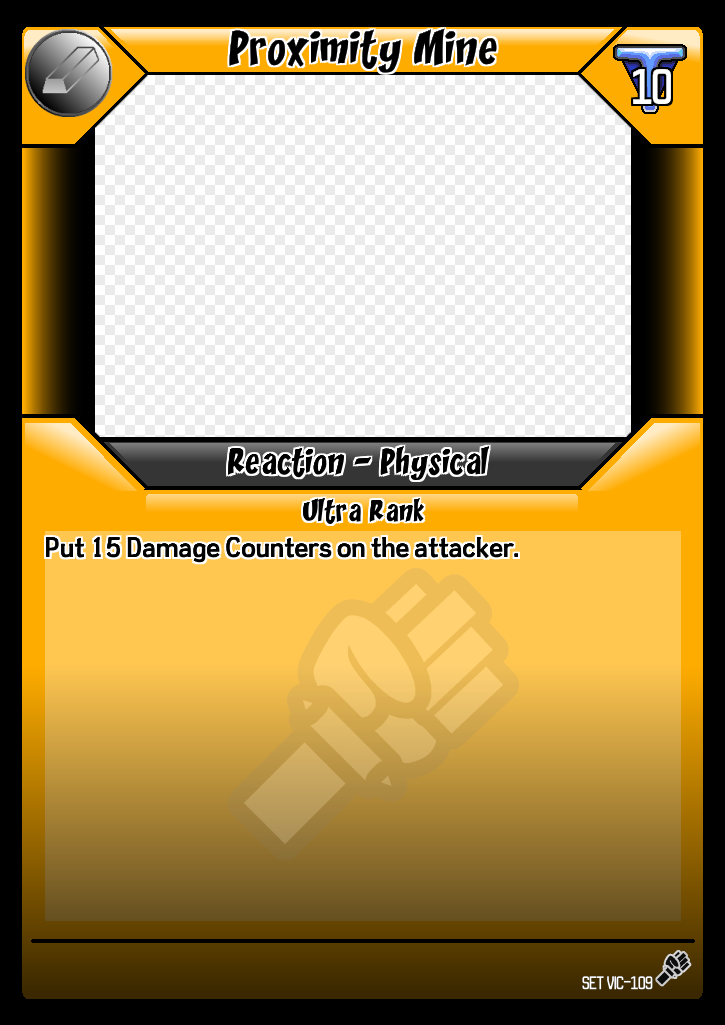 Proximity Mine
10
Reaction - Physical
Ultra Rank
Put 15 Damage Counters on the attacker.
SET VIC-109